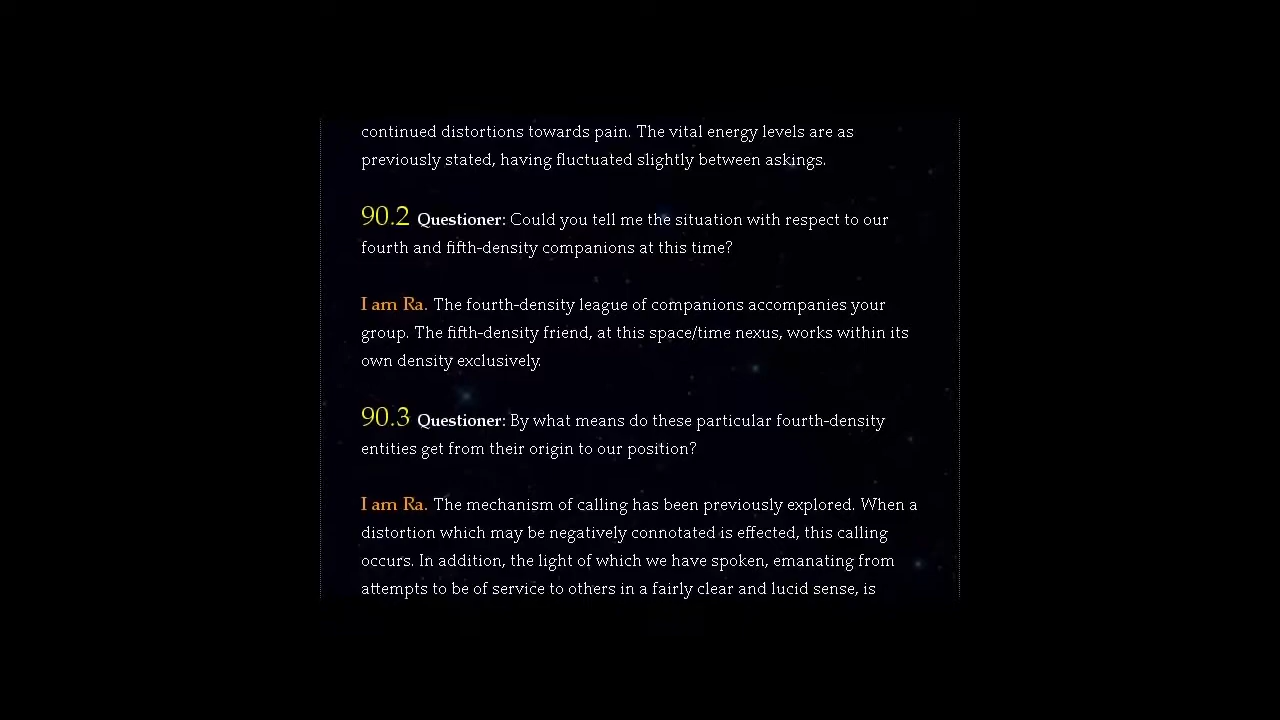 continued distortions towards pain. The vital energy levels are as
previously stated, having fluctuated slightly between askings.
90.2 Questioner: Could you tell me the situation with respect to our
fourth and fifth-density companions at this time?
I am Ra. The fourth-density league of companions accompanies your
group. The fifth-density friend, at this space/time nexus, works within its
own density exclusively.
90.3 Questioner: By what means do these particular fourth-density
entities get from their origin to our position?
I am Ra. The mechanism of calling has been previously explored. When a
distortion which may be negatively connotated is effected, this calling
occurs. In addition, the light of which we have spoken, emanating from
attempts to be of service to others in a fairly clear and lucid sense, is